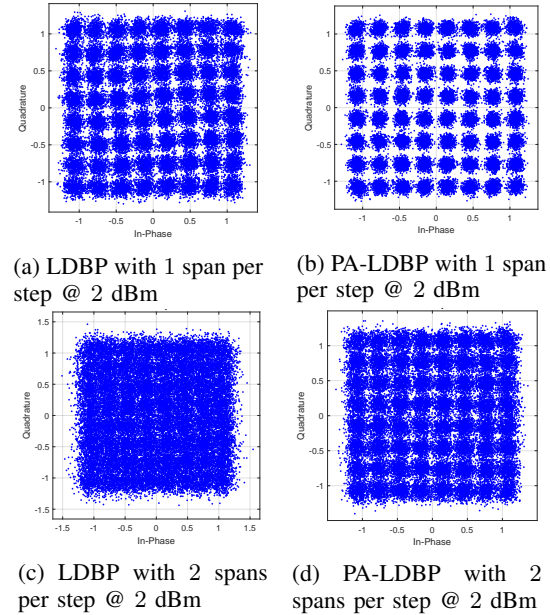 1
0.5
0
-0.5
-1
Quadrature
-1 -0.5 0 0.5 1
In-Phase
(a) LDBP with 1 span per
step @ 2 dBm
1
0.5
0
-0.5
-1
Quadrature
-1 -0.5 0 0.5 1
In-Phase
(b) PA-LDBP with 1 span
per step @ 2 dBm
1.5
1
0.5
0
-0.5
-1
-1.5
Quadrature
-1.5 -1 -0.5 0 0.5 1 1.5
In-Phase
(c) LDBP with 2 spans
per step @ 2 dBm
1
0.5
0
-0.5
-1
Quadrature
-1 -0.5 0 0.5 1
In-Phase
(d) PA-LDBP with 2
spans per step @ 2 dBm